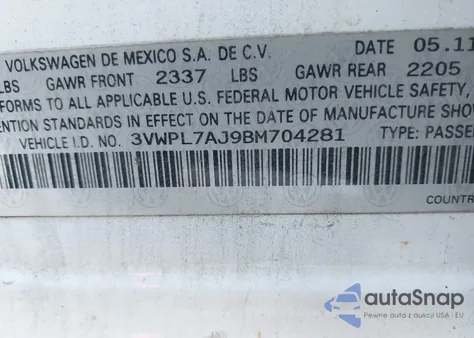 VOLKSWAGEN DE MEXICO S.A. DE C.V. DATE 05.11
LBS GAWR FRONT 2337 LBS GAWR REAR 2205
FORMS TO ALL APPLICABLE U.S. FEDERAL MOTOR VEHICLE SAFETY,
ENTION STANDARDS IN EFFECT ON THE DATE OF MANUFACTURE SHOW
VEHICLE I.D. NO. 3VWPL7AJ9BM704281 TYPE: PASSE
COUNTR
autoSnap
Pewne auta z aukcji USA i EU